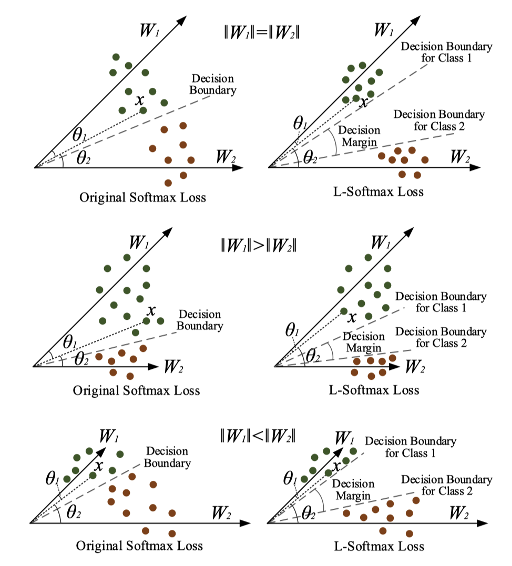 ‖W1‖=‖W2‖
W1
Decision
Boundary
x
θ1
θ2
W2
Original Softmax Loss
W1
Decision Boundary
for Class 1
x
θ1
Decision
Margin
Decision Boundary
for Class 2
θ2
W2
L-Softmax Loss
‖W1‖>‖W2‖
W1
x
Decision
Boundary
θ1
θ2
W2
Original Softmax Loss
W1
Decision Boundary
for Class 1
x
θ1
Decision
Margin
Decision Boundary
for Class 2
θ2
W2
L-Softmax Loss
‖W1‖<‖W2‖
W1
Decision
Boundary
x
θ1
θ2
W2
Original Softmax Loss
W1
Decision Boundary
for Class 1
x
θ1
Decision
Margin
Decision Boundary
for Class 2
θ2
W2
L-Softmax Loss